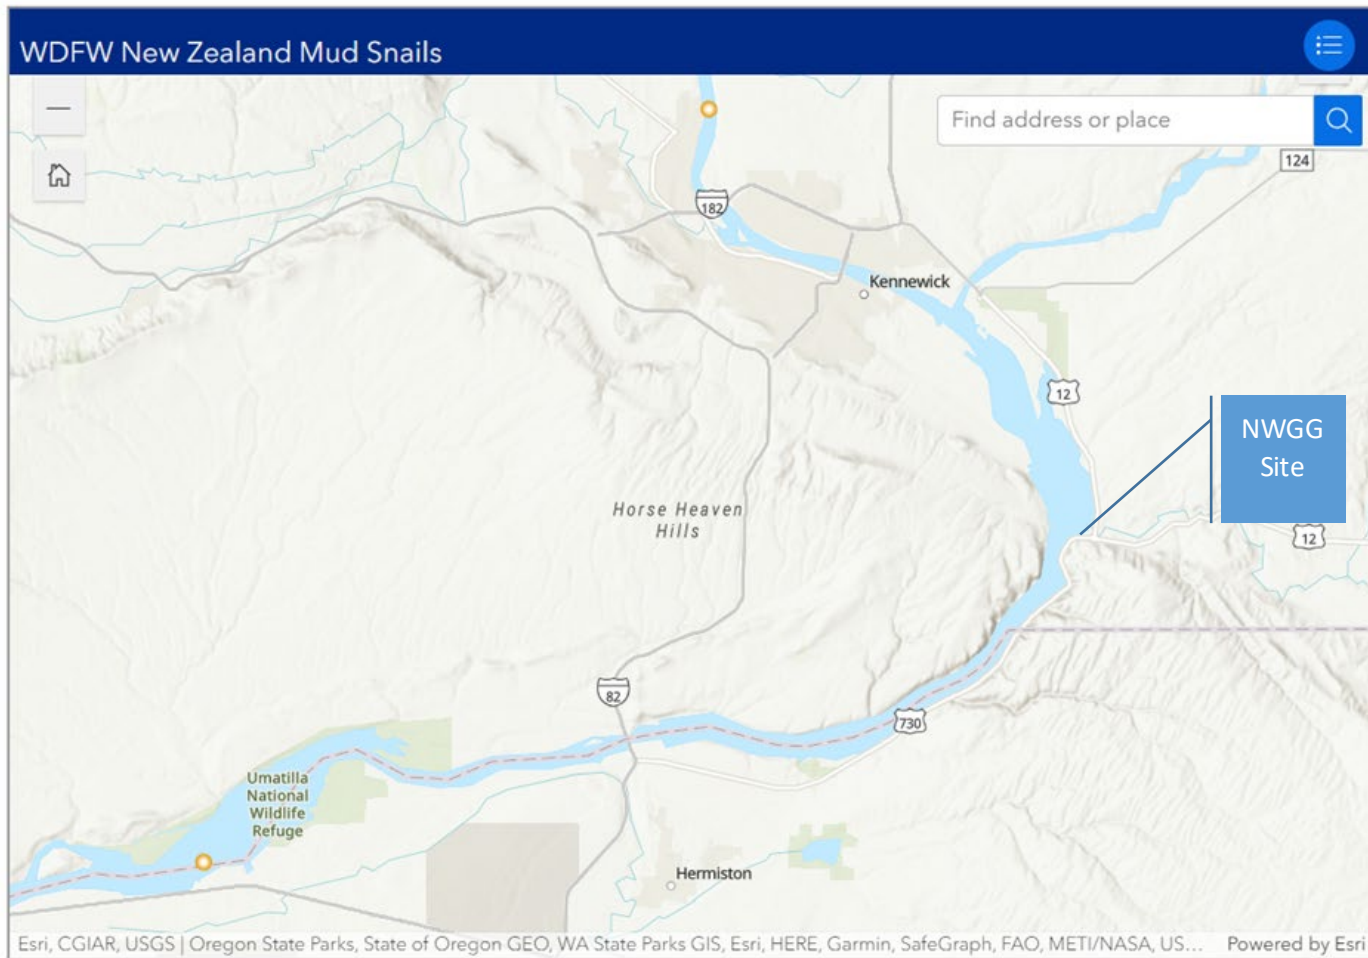 WDFW New Zealand Mud Snails
Find address or place
124
182
Kennewick
12
NWGG
Site
Horse Heaven
Hills
12
82
730
Umatilla
National
Wildlife
Refuge
Hermiston
Esri, CGIAR, USGS | Oregon State Parks, State of Oregon GEO, WA State Parks GIS, Esri, HERE, Garmin, SafeGraph, FAO, METI/NASA, US... Powered by Esri